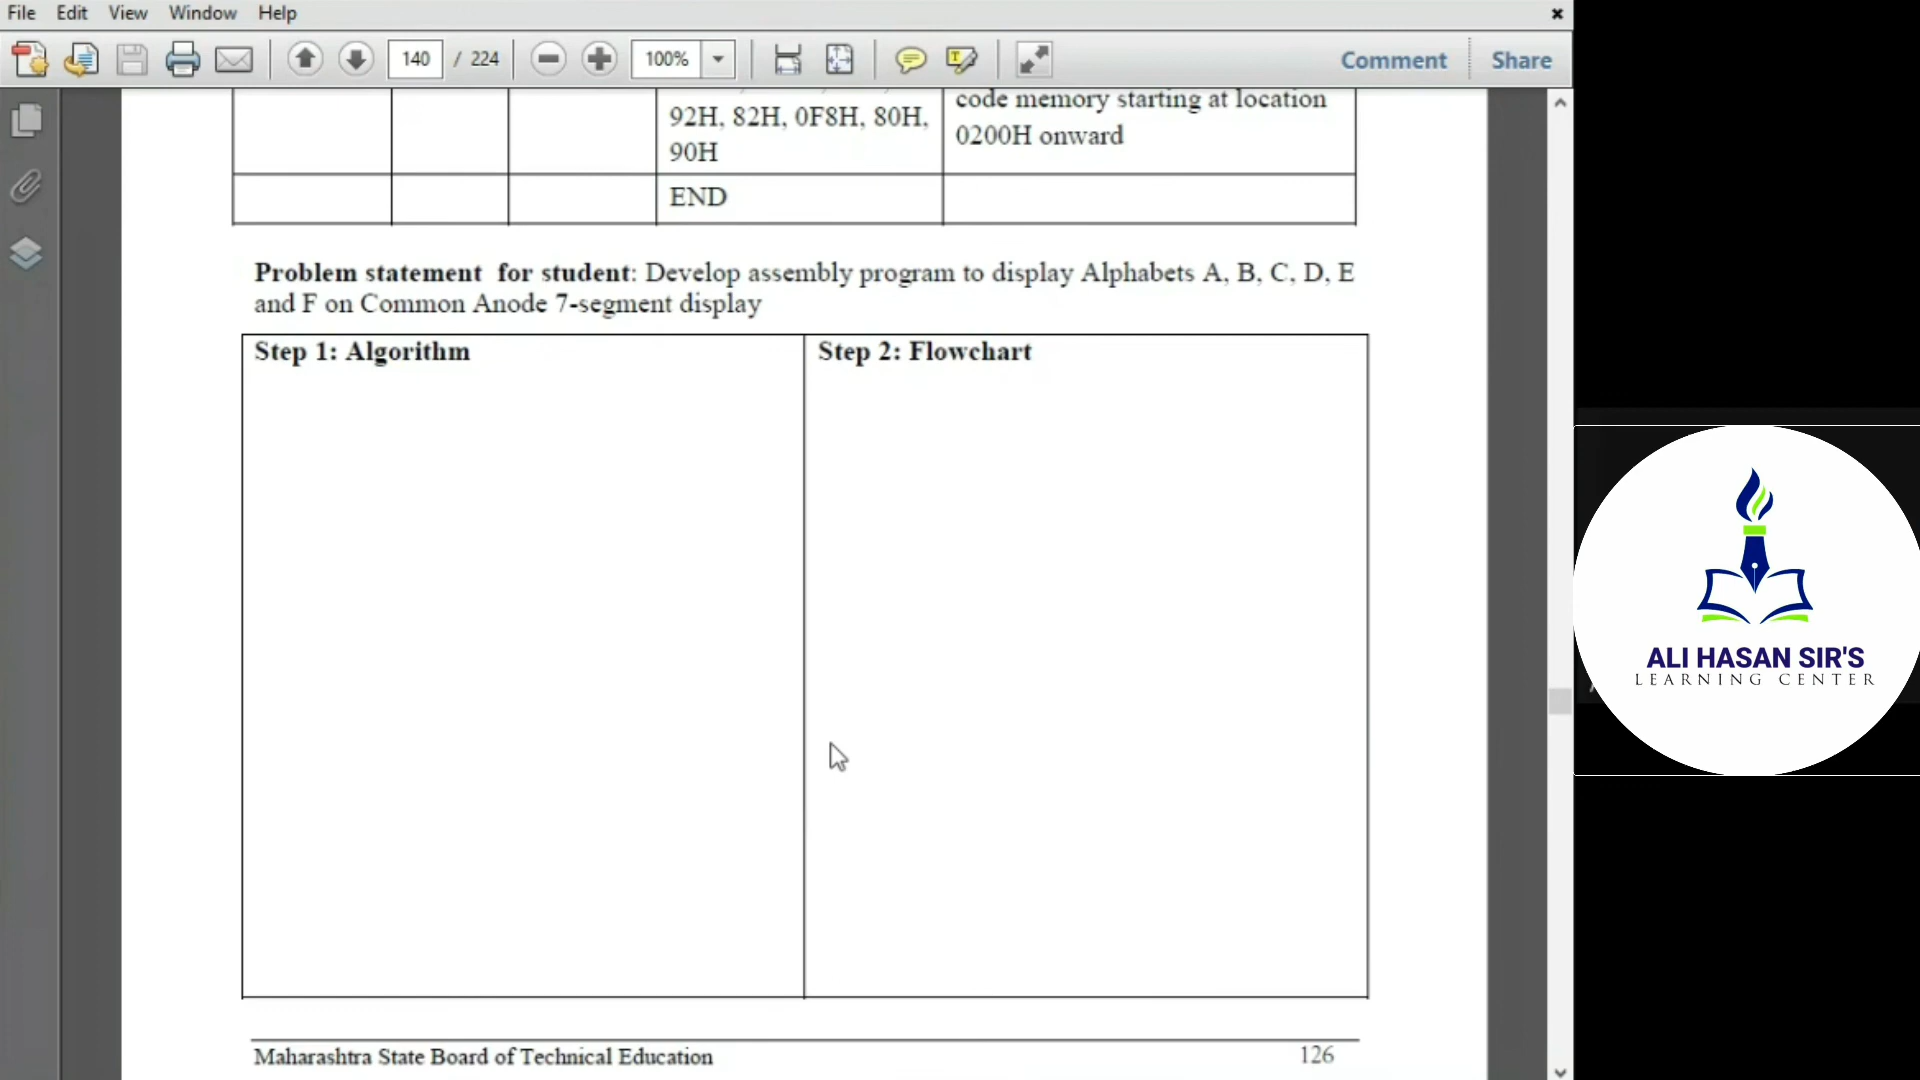 File Edit View Window Help
140 / 224 100% Comment Share
code memory starting at location
92H, 82H, 0F8H, 80H,
0200H onward
90H
END
Problem statement for student: Develop assembly program to display Alphabets A, B, C, D, E
and F on Common Anode 7-segment display
Step 1: Algorithm
Step 2: Flowchart
Maharashtra State Board of Technical Education 126
ALI HASAN SIR'S
LEARNING CENTER